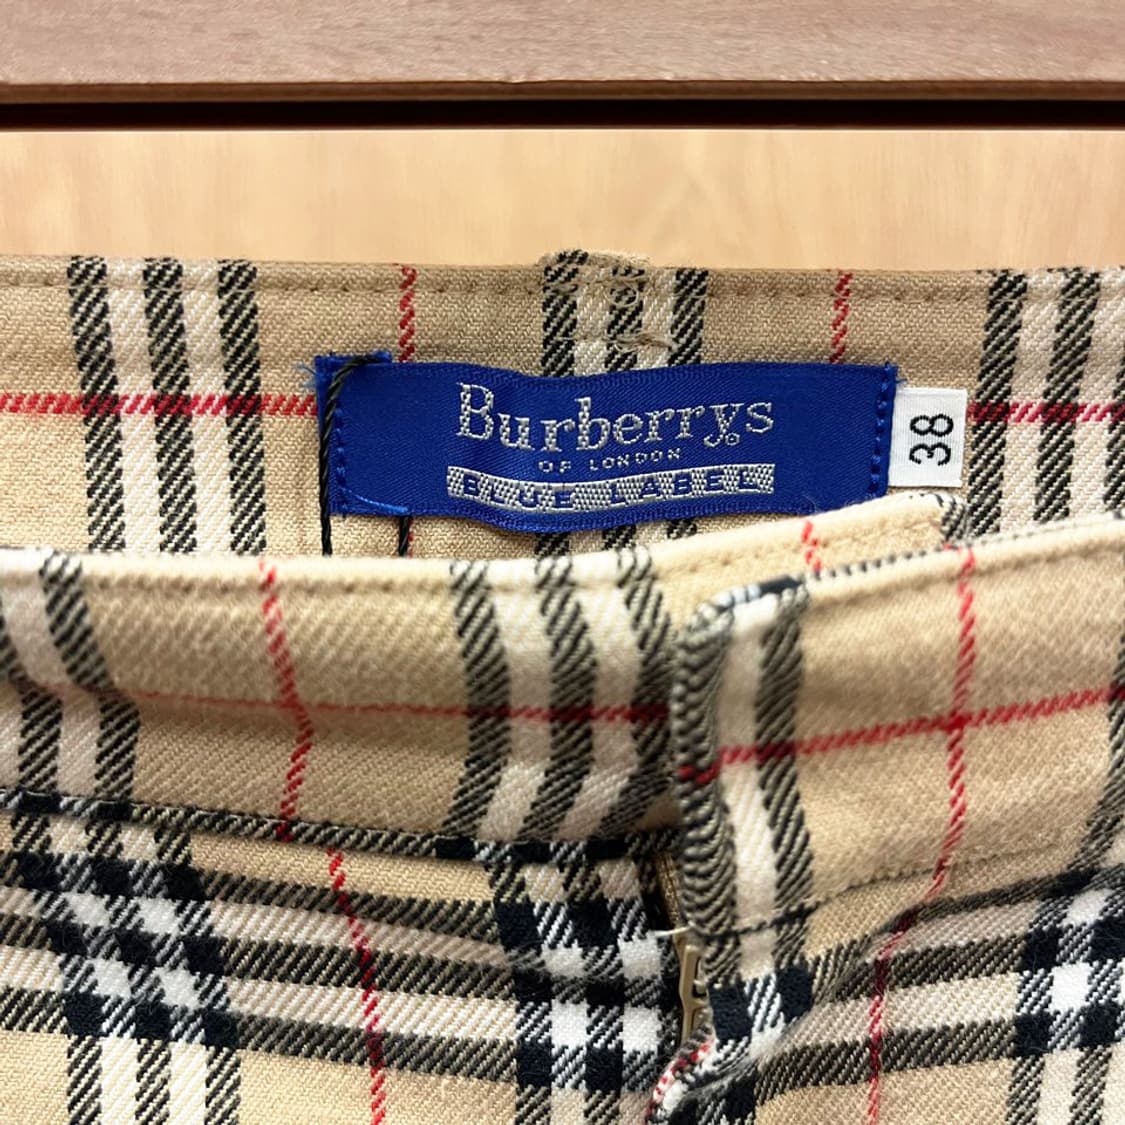 Burberrys
OF LONDON
BLUE LABEL
38